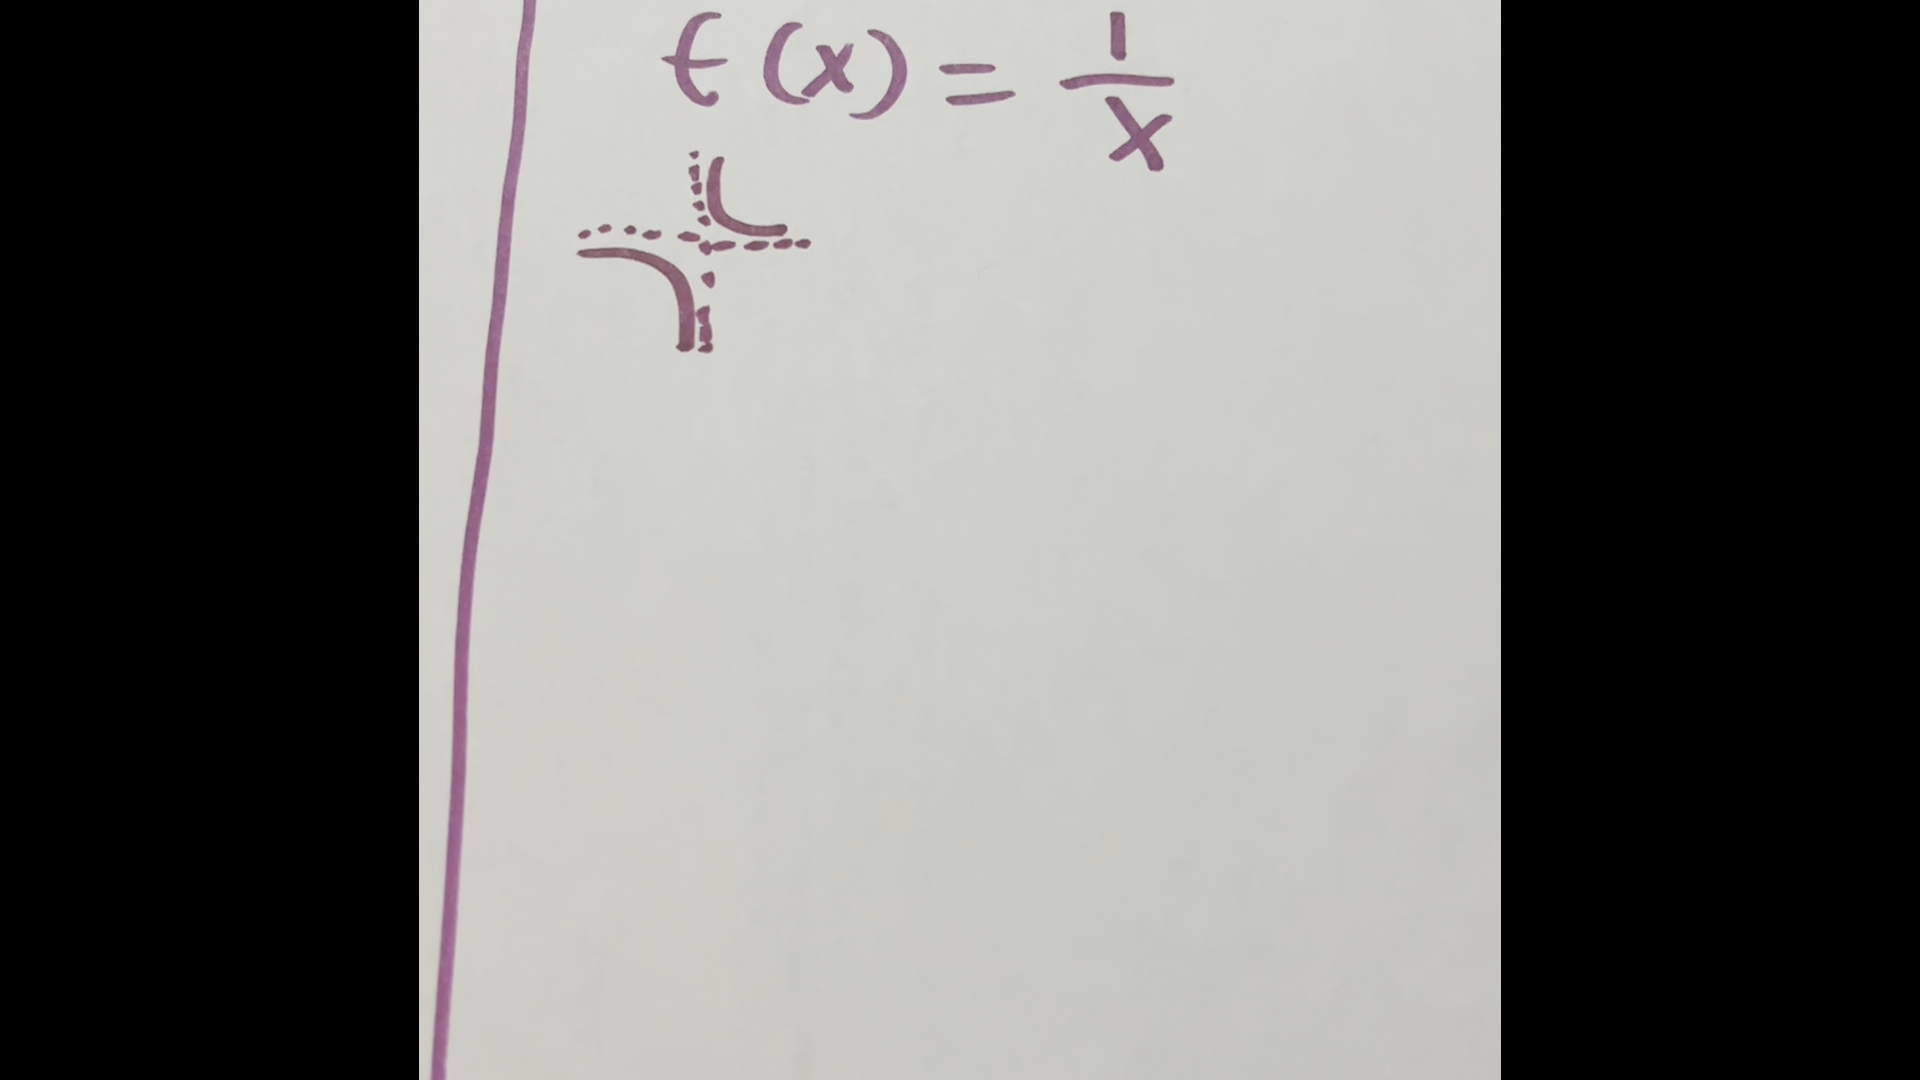 f(x) = 1/x